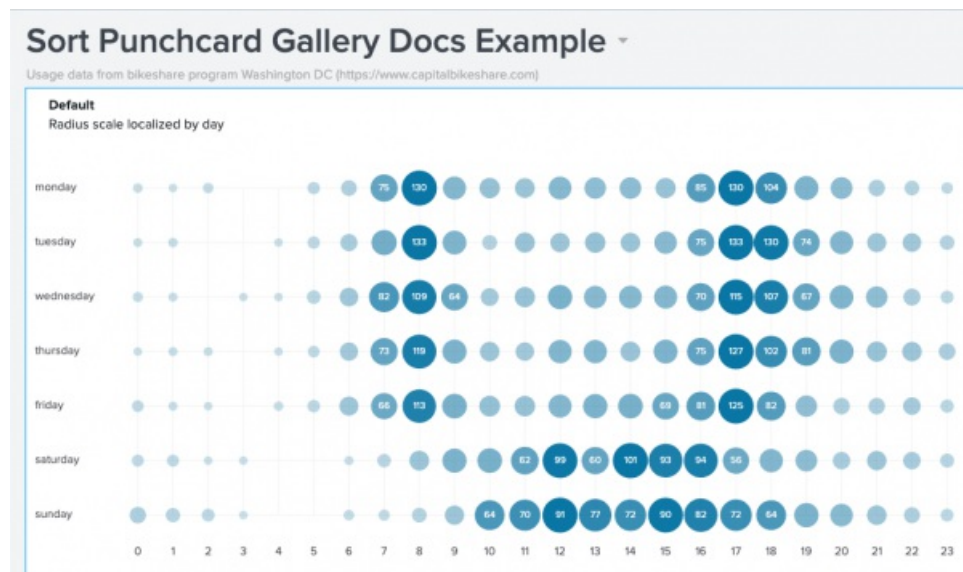 Sort Punchcard Gallery Docs Example
Usage data from bikeshare program Washington DC (https://www.capitalbikeshare.com)
Default
Radius scale localized by day
monday 75 130 85 130 104
tuesday 133 75 133 130 74
wednesday 82 109 64 70 115 107 67
thursday 73 119 75 127 102 81
friday 66 113 69 81 125 82
saturday 62 99 60 101 93 94 56
sunday 64 70 91 77 72 90 82 72 64
0 1 2 3 4 5 6 7 8 9 10 11 12 13 14 15 16 17 18 19 20 21 22 23